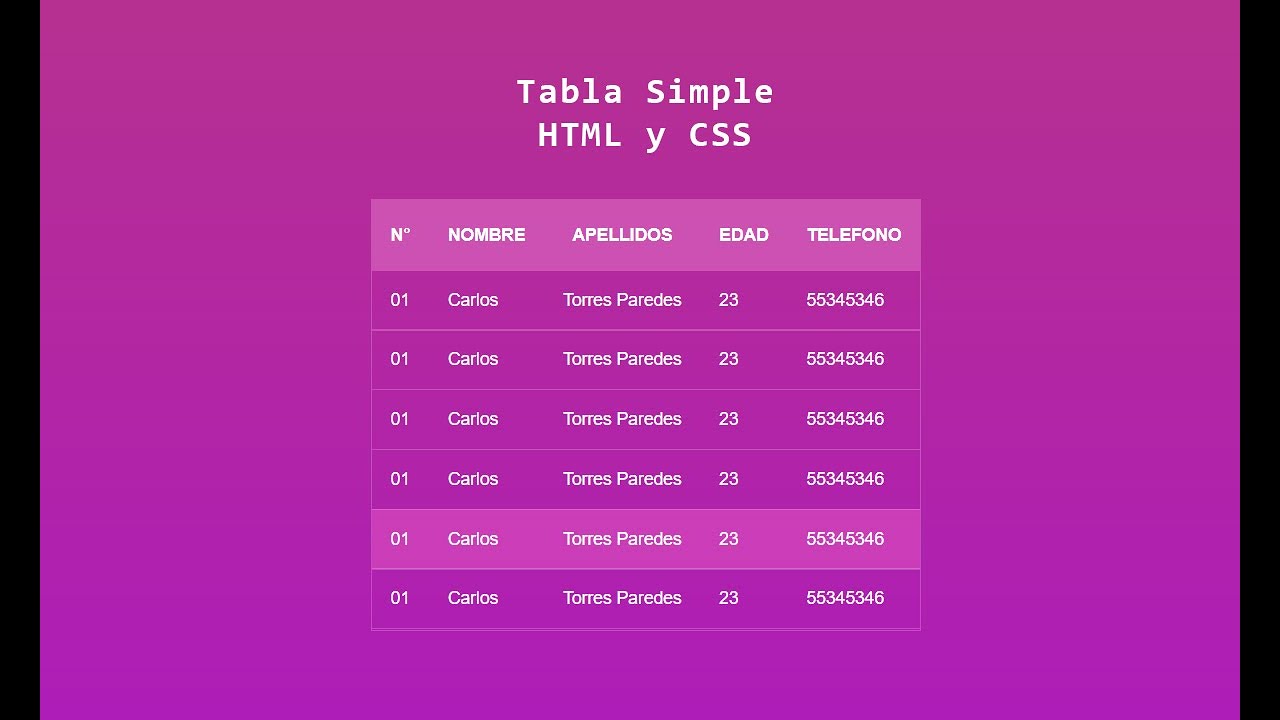 Tabla Simple
HTML y CSS
N° NOMBRE APELLIDOS EDAD TELEFONO
01 Carlos Torres Paredes 23 55345346
01 Carlos Torres Paredes 23 55345346
01 Carlos Torres Paredes 23 55345346
01 Carlos Torres Paredes 23 55345346
01 Carlos Torres Paredes 23 55345346
01 Carlos Torres Paredes 23 55345346